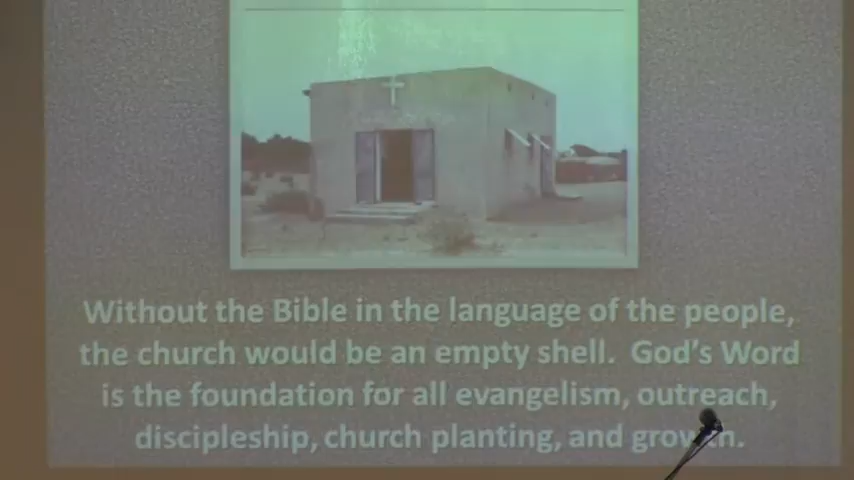 Without the Bible in the language of the people,
the church would be an empty shell.  God's Word
is the foundation for all evangelism, outreach,
discipleship, church planting, and growth.